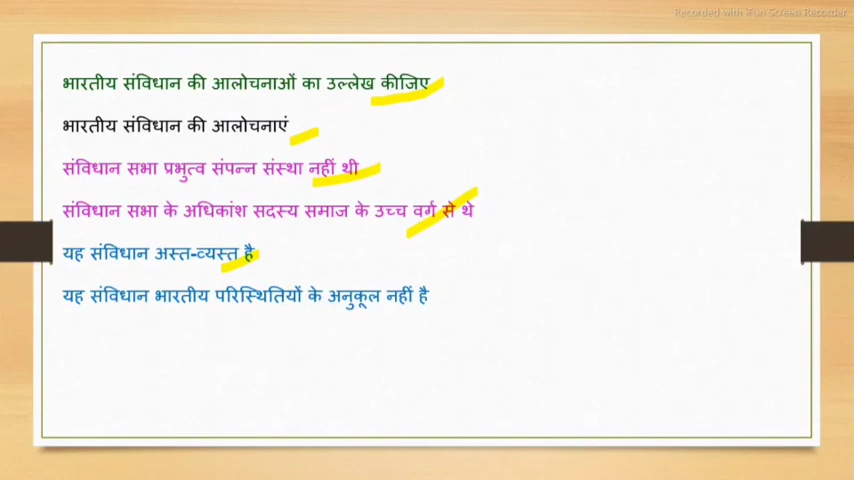 Recorded with iFun Screen Recorder
भारतीय संविधान की आलोचनाओं का उल्लेख कीजिए
भारतीय संविधान की आलोचनाएं
संविधान सभा प्रभुत्व संपन्न संस्था नहीं थी
संविधान सभा के अधिकांश सदस्य समाज के उच्च वर्ग से थे
यह संविधान अस्त-व्यस्त है
यह संविधान भारतीय परिस्थितियों के अनुकूल नहीं है